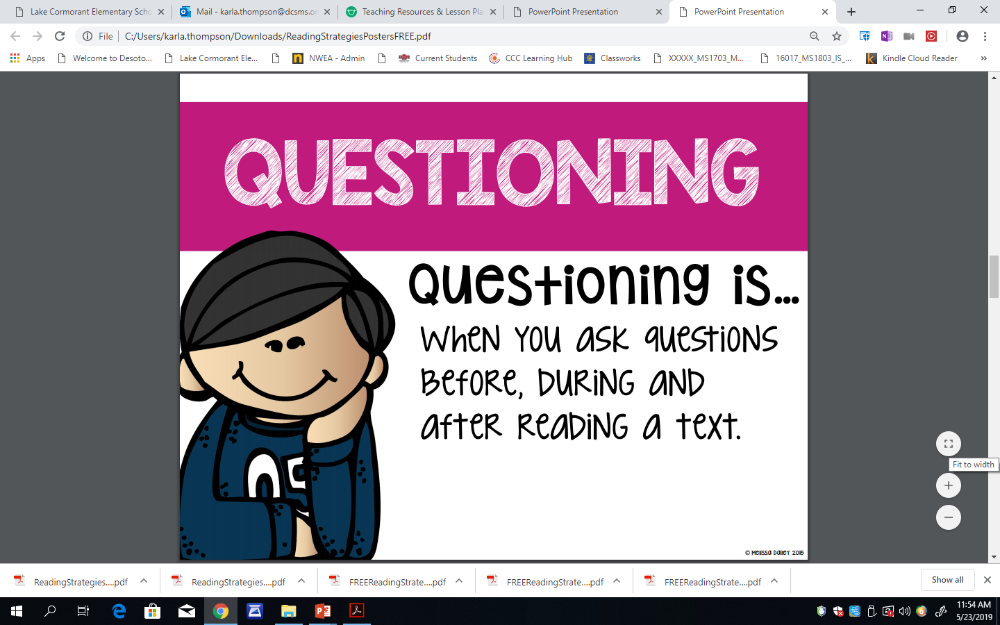 Lake Cormorant Elementary Scho
Mail - karla.thompson@dcsms.or
Teaching Resources & Lesson Pla
PowerPoint Presentation
PowerPoint Presentation
File | C:/Users/karla.thompson/Downloads/ReadingStrategiesPostersFREE.pdf
Apps
Welcome to Desoto...
Lake Cormorant Ele...
NWEA - Admin
Current Students
CCC Learning Hub
Classworks
XXXXX_MS1703_M...
16017_MS1803_IS_...
Kindle Cloud Reader
»
QUESTIONING
Questioning is...
When you ask questions
before, during and
after reading a text.
Fit to width
© Melissa Dailey 2015
ReadingStrategies....pdf
ReadingStrategies....pdf
FREEReadingStrate....pdf
FREEReadingStrate....pdf
FREEReadingStrate....pdf
Show all
11:54 AM
5/23/2019